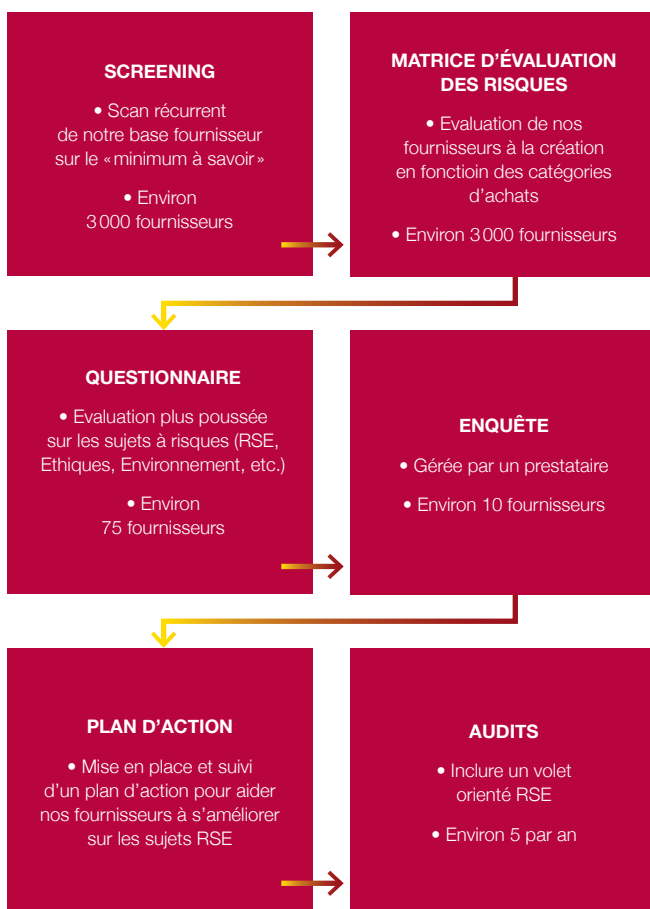 SCREENING
• Scan récurrent
de notre base fournisseur
sur le « minimum à savoir »
• Environ
3 000 fournisseurs
MATRICE D’ÉVALUATION
DES RISQUES
• Evaluation de nos
fournisseurs à la création
en fonctioin des catégories
d’achats
• Environ 3 000 fournisseurs
QUESTIONNAIRE
• Evaluation plus poussée
sur les sujets à risques (RSE,
Ethiques, Environnement, etc.)
• Environ
75 fournisseurs
ENQUÊTE
• Gérée par un prestataire
• Environ 10 fournisseurs
PLAN D’ACTION
• Mise en place et suivi
d’un plan d’action pour aider
nos fournisseurs à s’améliorer
sur les sujets RSE
AUDITS
• Inclure un volet
orienté RSE
• Environ 5 par an